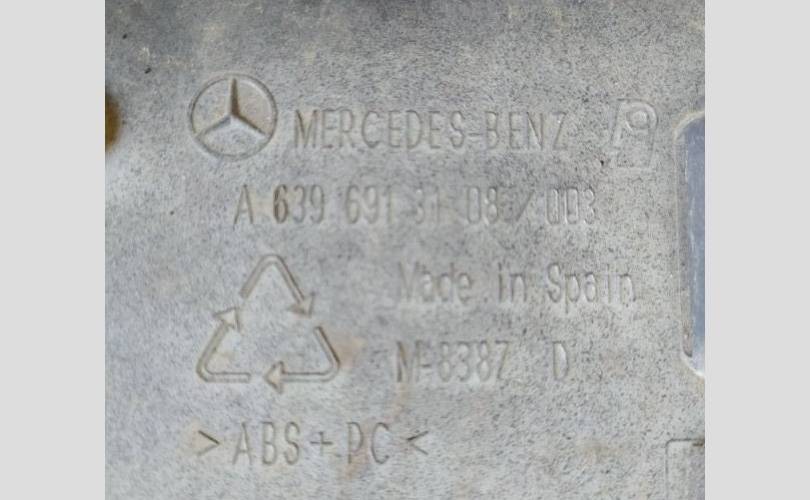 MERCEDES-BENZ
A 639 691 31 08 / 003
Made in Spain
M-8387 D
>ABS+PC<